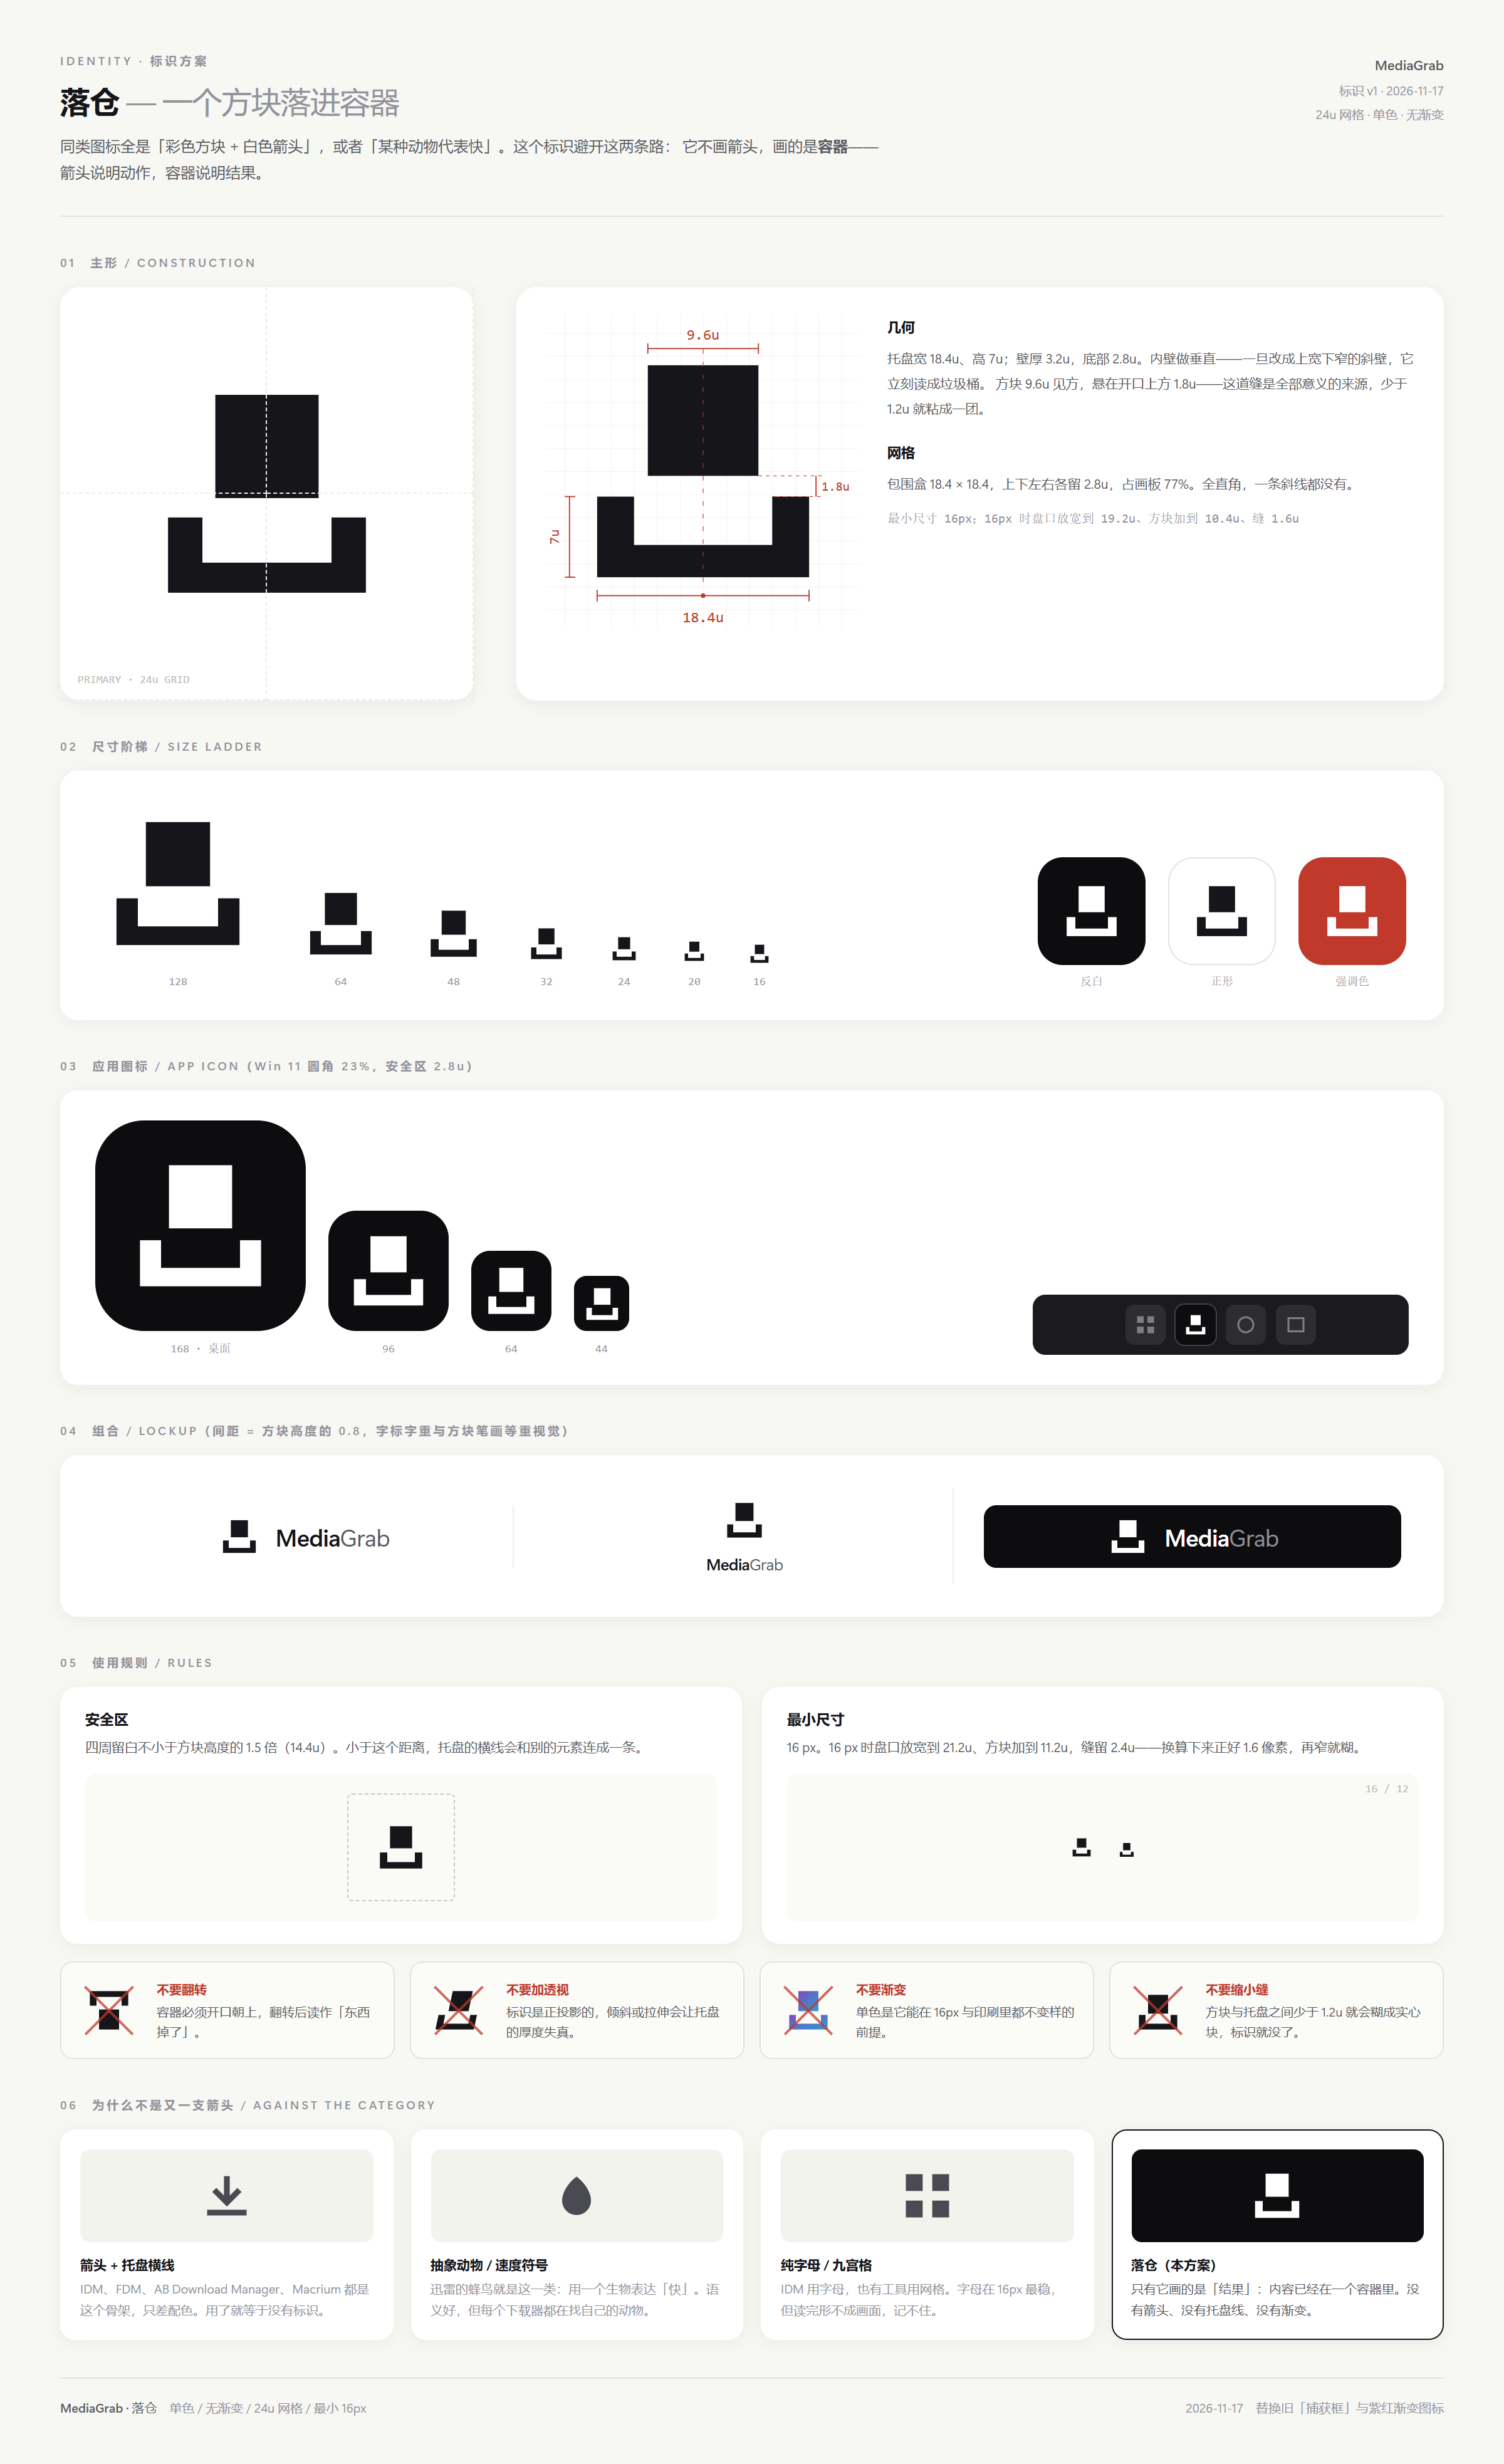 IDENTITY · 标识方案
落仓 — 一个方块落进容器
同类图标全是「彩色方块 + 白色箭头」，或者「某种动物代表快」。这个标识避开这两条路： 它不画箭头，画的是容器——
箭头说明动作，容器说明结果。
MediaGrab
标识 v1 · 2026-11-17
24u 网格 · 单色 · 无渐变
01 主形 / CONSTRUCTION
PRIMARY · 24u GRID
9.6u
1.8u
7u
18.4u
几何
托盘宽 18.4u、高 7u；壁厚 3.2u，底部 2.8u。内壁做垂直——一旦改成上宽下窄的斜壁，它
立刻读成垃圾桶。 方块 9.6u 见方，悬在开口上方 1.8u——这道缝是全部意义的来源，少于
1.2u 就粘成一团。
网格
包围盒 18.4 × 18.4，上下左右各留 2.8u，占画板 77%。全直角，一条斜线都没有。
最小尺寸 16px；16px 时盘口放宽到 19.2u、方块加到 10.4u、缝 1.6u
02 尺寸阶梯 / SIZE LADDER
128
64
48
32
24
20
16
反白
正形
强调色
03 应用图标 / APP ICON（Win 11 圆角 23%，安全区 2.8u）
168 · 桌面
96
64
44
04 组合 / LOCKUP（间距 = 方块高度的 0.8，字标字重与方块笔画等重视觉）
MediaGrab
MediaGrab
MediaGrab
05 使用规则 / RULES
安全区
四周留白不小于方块高度的 1.5 倍（14.4u）。小于这个距离，托盘的横线会和别的元素连成一条。
最小尺寸
16 px。16 px 时盘口放宽到 21.2u、方块加到 11.2u，缝留 2.4u——换算下来正好 1.6 像素，再窄就糊。
16 / 12
不要翻转
容器必须开口朝上，翻转后读作「东西
掉了」。
不要加透视
标识是正投影的，倾斜或拉伸会让托盘
的厚度失真。
不要渐变
单色是它能在 16px 与印刷里都不变样的
前提。
不要缩小缝
方块与托盘之间少于 1.2u 就会糊成实心
块，标识就没了。
06 为什么不是又一支箭头 / AGAINST THE CATEGORY
箭头 + 托盘横线
IDM、FDM、AB Download Manager、Macrium 都是
这个骨架，只差配色。用了就等于没有标识。
抽象动物 / 速度符号
迅雷的蜂鸟就是这一类：用一个生物表达「快」。语
义好，但每个下载器都在找自己的动物。
纯字母 / 九宫格
IDM 用字母，也有工具用网格。字母在 16px 最稳，
但读完形不成画面，记不住。
落仓（本方案）
只有它画的是「结果」：内容已经在一个容器里。没
有箭头、没有托盘线、没有渐变。
MediaGrab · 落仓 单色 / 无渐变 / 24u 网格 / 最小 16px
2026-11-17 替换旧「捕获框」与紫红渐变图标